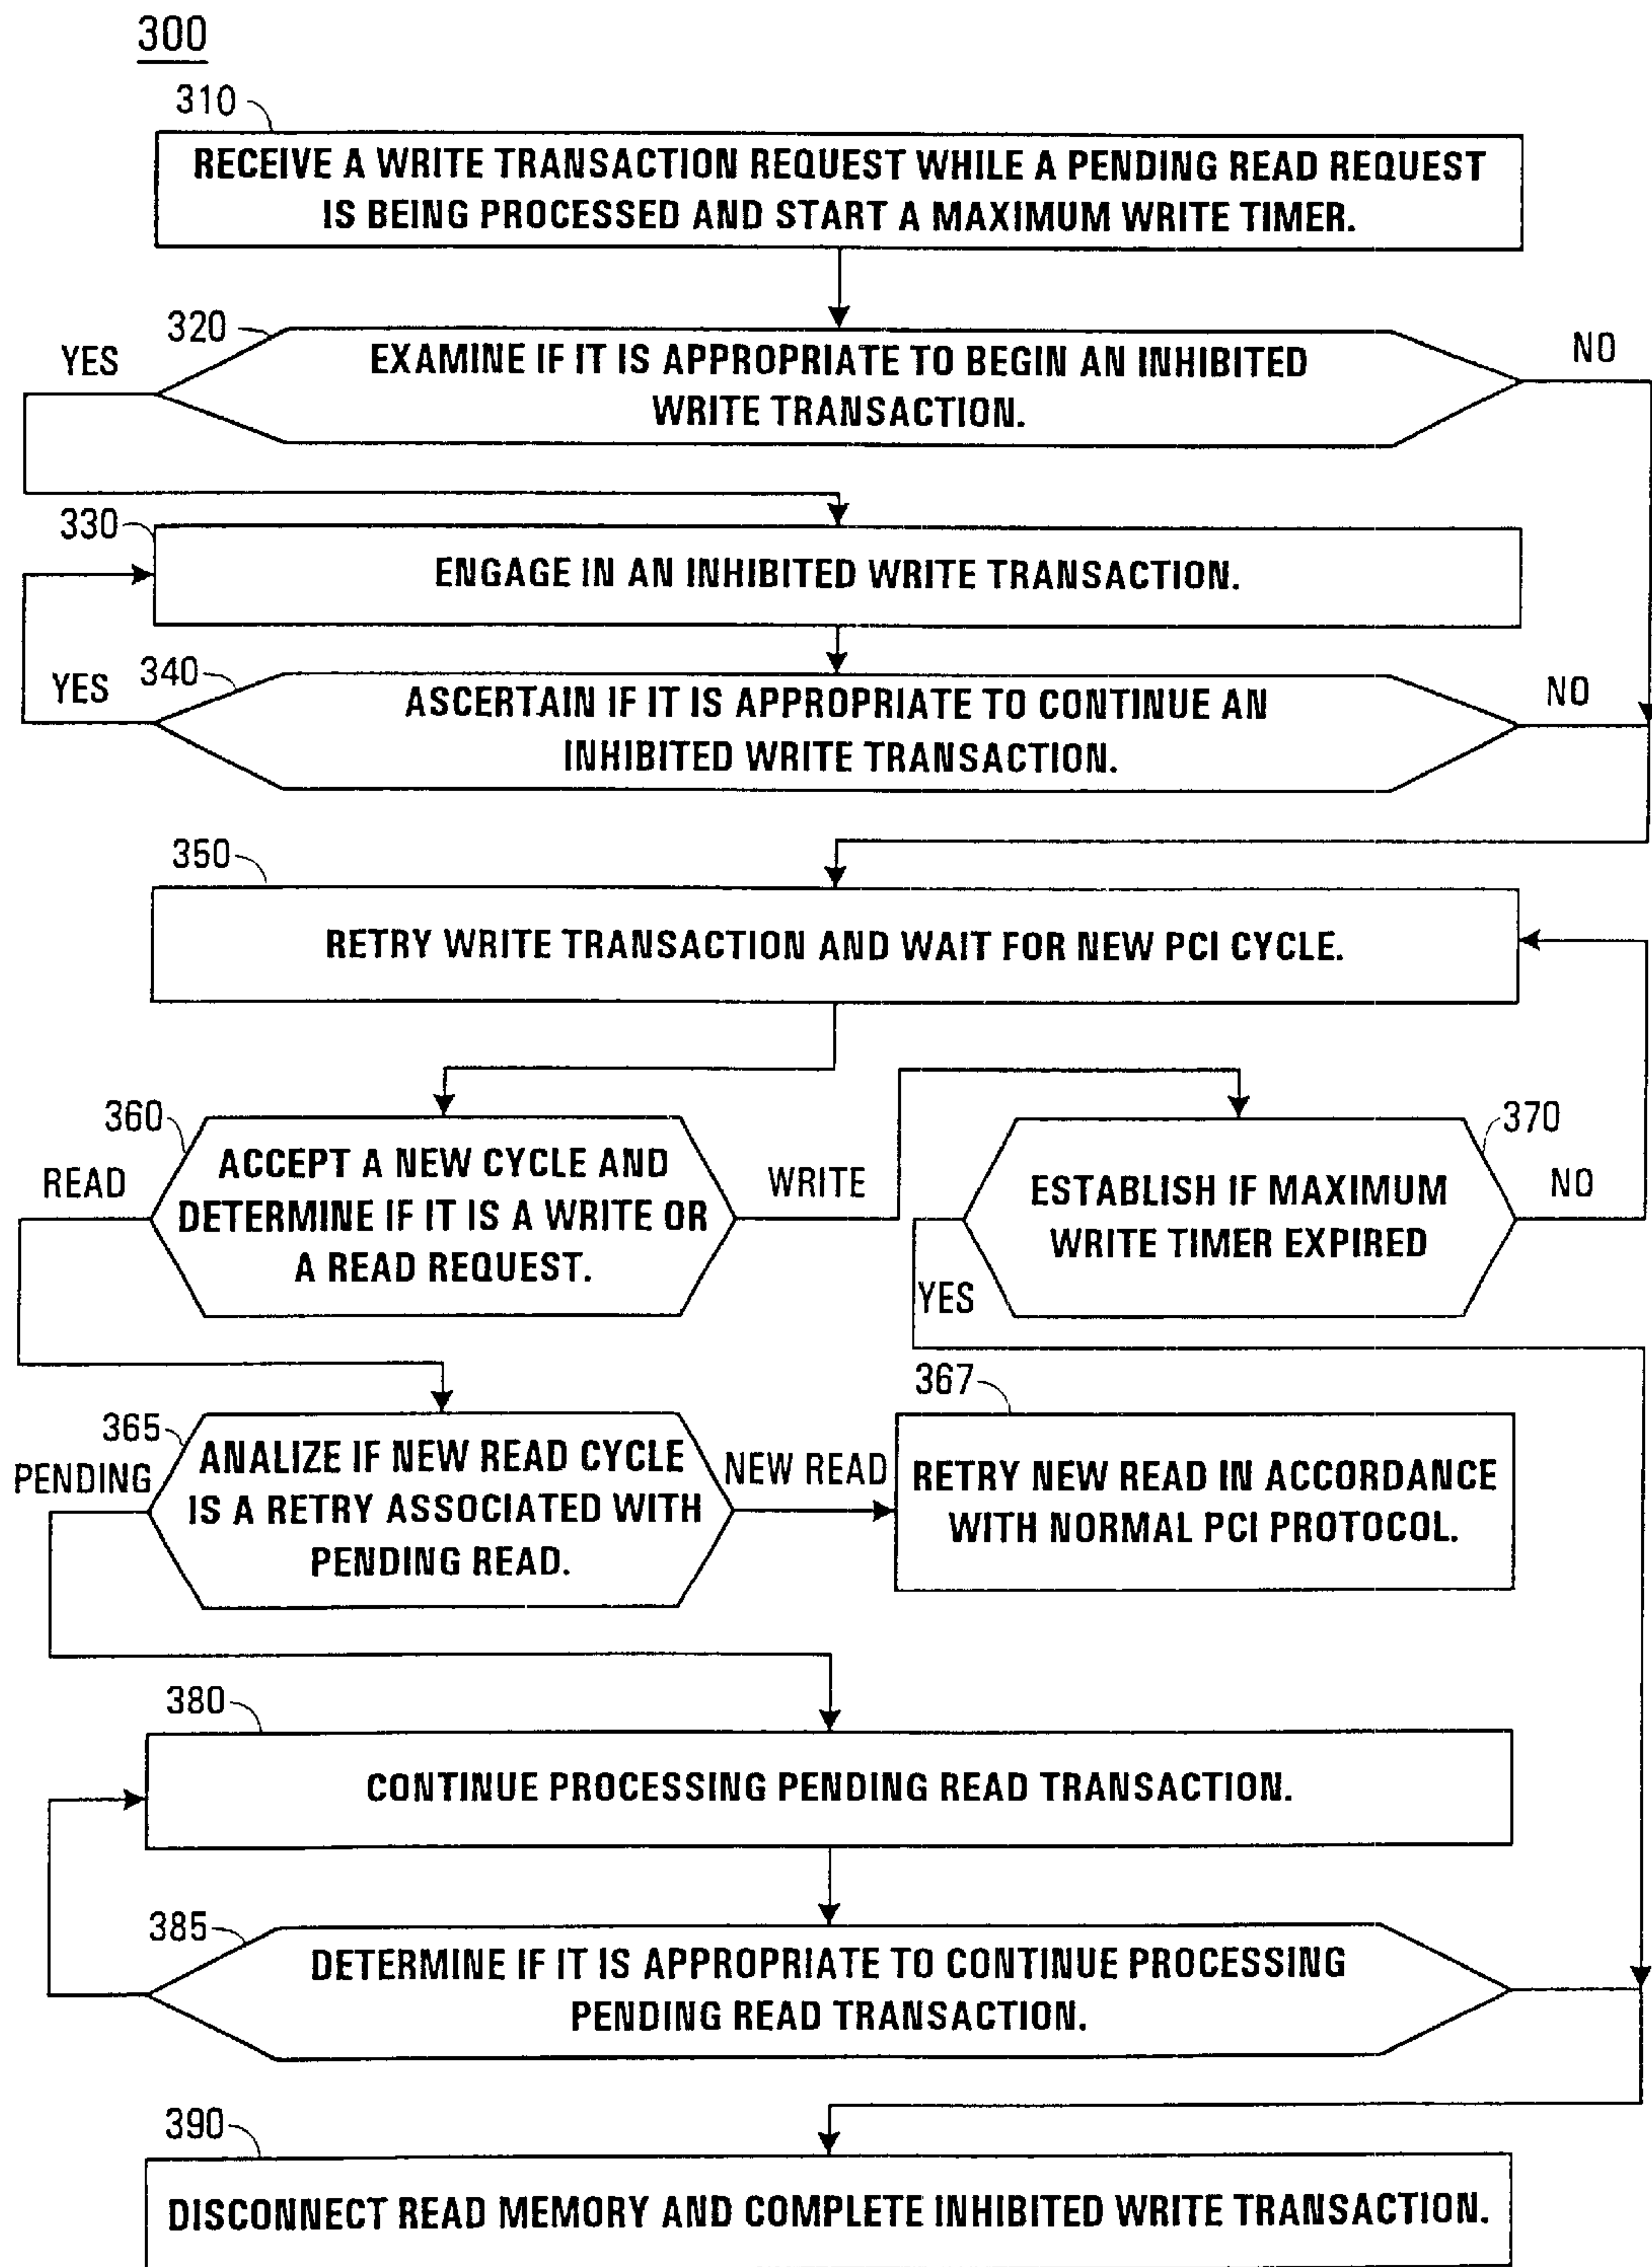 300
310
RECEIVE A WRITE TRANSACTION REQUEST WHILE A PENDING READ REQUEST
IS BEING PROCESSED AND START A MAXIMUM WRITE TIMER.
320
YES
NO
EXAMINE IF IT IS APPROPRIATE TO BEGIN AN INHIBITED
WRITE TRANSACTION.
330
ENGAGE IN AN INHIBITED WRITE TRANSACTION.
340
YES
NO
ASCERTAIN IF IT IS APPROPRIATE TO CONTINUE AN
INHIBITED WRITE TRANSACTION.
350
RETRY WRITE TRANSACTION AND WAIT FOR NEW PCI CYCLE.
360
READ
ACCEPT A NEW CYCLE AND
DETERMINE IF IT IS A WRITE OR
A READ REQUEST.
WRITE
370
ESTABLISH IF MAXIMUM
WRITE TIMER EXPIRED
NO
YES
365
PENDING
ANALIZE IF NEW READ CYCLE
IS A RETRY ASSOCIATED WITH
PENDING READ.
NEW READ
367
RETRY NEW READ IN ACCORDANCE
WITH NORMAL PCI PROTOCOL.
380
CONTINUE PROCESSING PENDING READ TRANSACTION.
385
DETERMINE IF IT IS APPROPRIATE TO CONTINUE PROCESSING
PENDING READ TRANSACTION.
390
DISCONNECT READ MEMORY AND COMPLETE INHIBITED WRITE TRANSACTION.